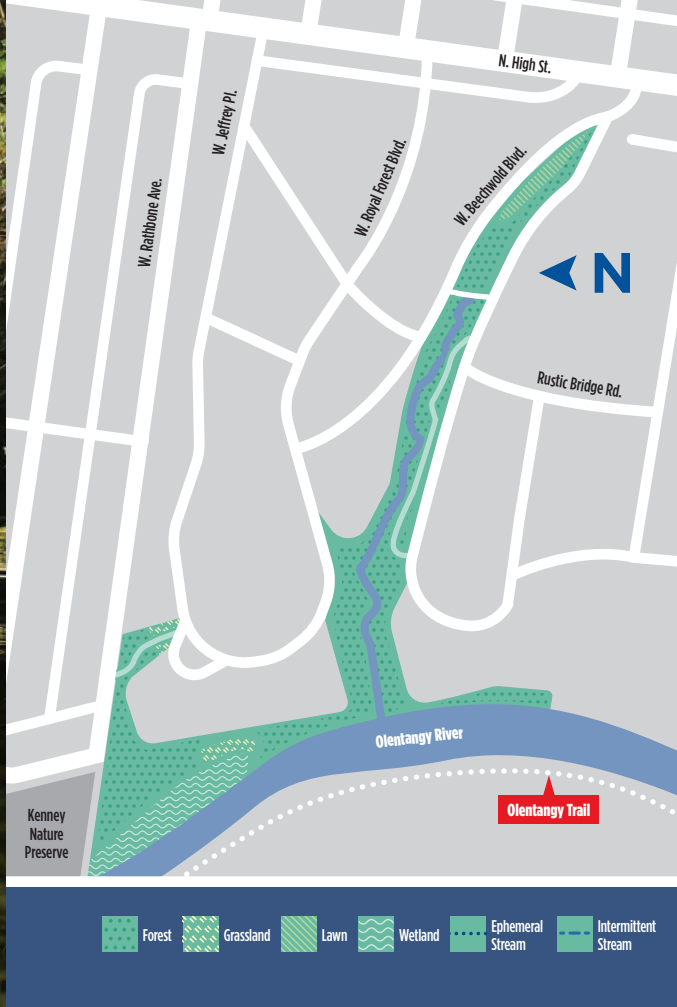 N. High St.
W. Jeffrey Pl.
W. Royal Forest Blvd.
W. Beechwold Blvd.
W. Rathbone Ave.
N
Rustic Bridge Rd.
Olentangy River
Olentangy Trail
Kenney
Nature
Preserve
Forest
Grassland
Lawn
Wetland
Ephemeral
Stream
Intermittent
Stream